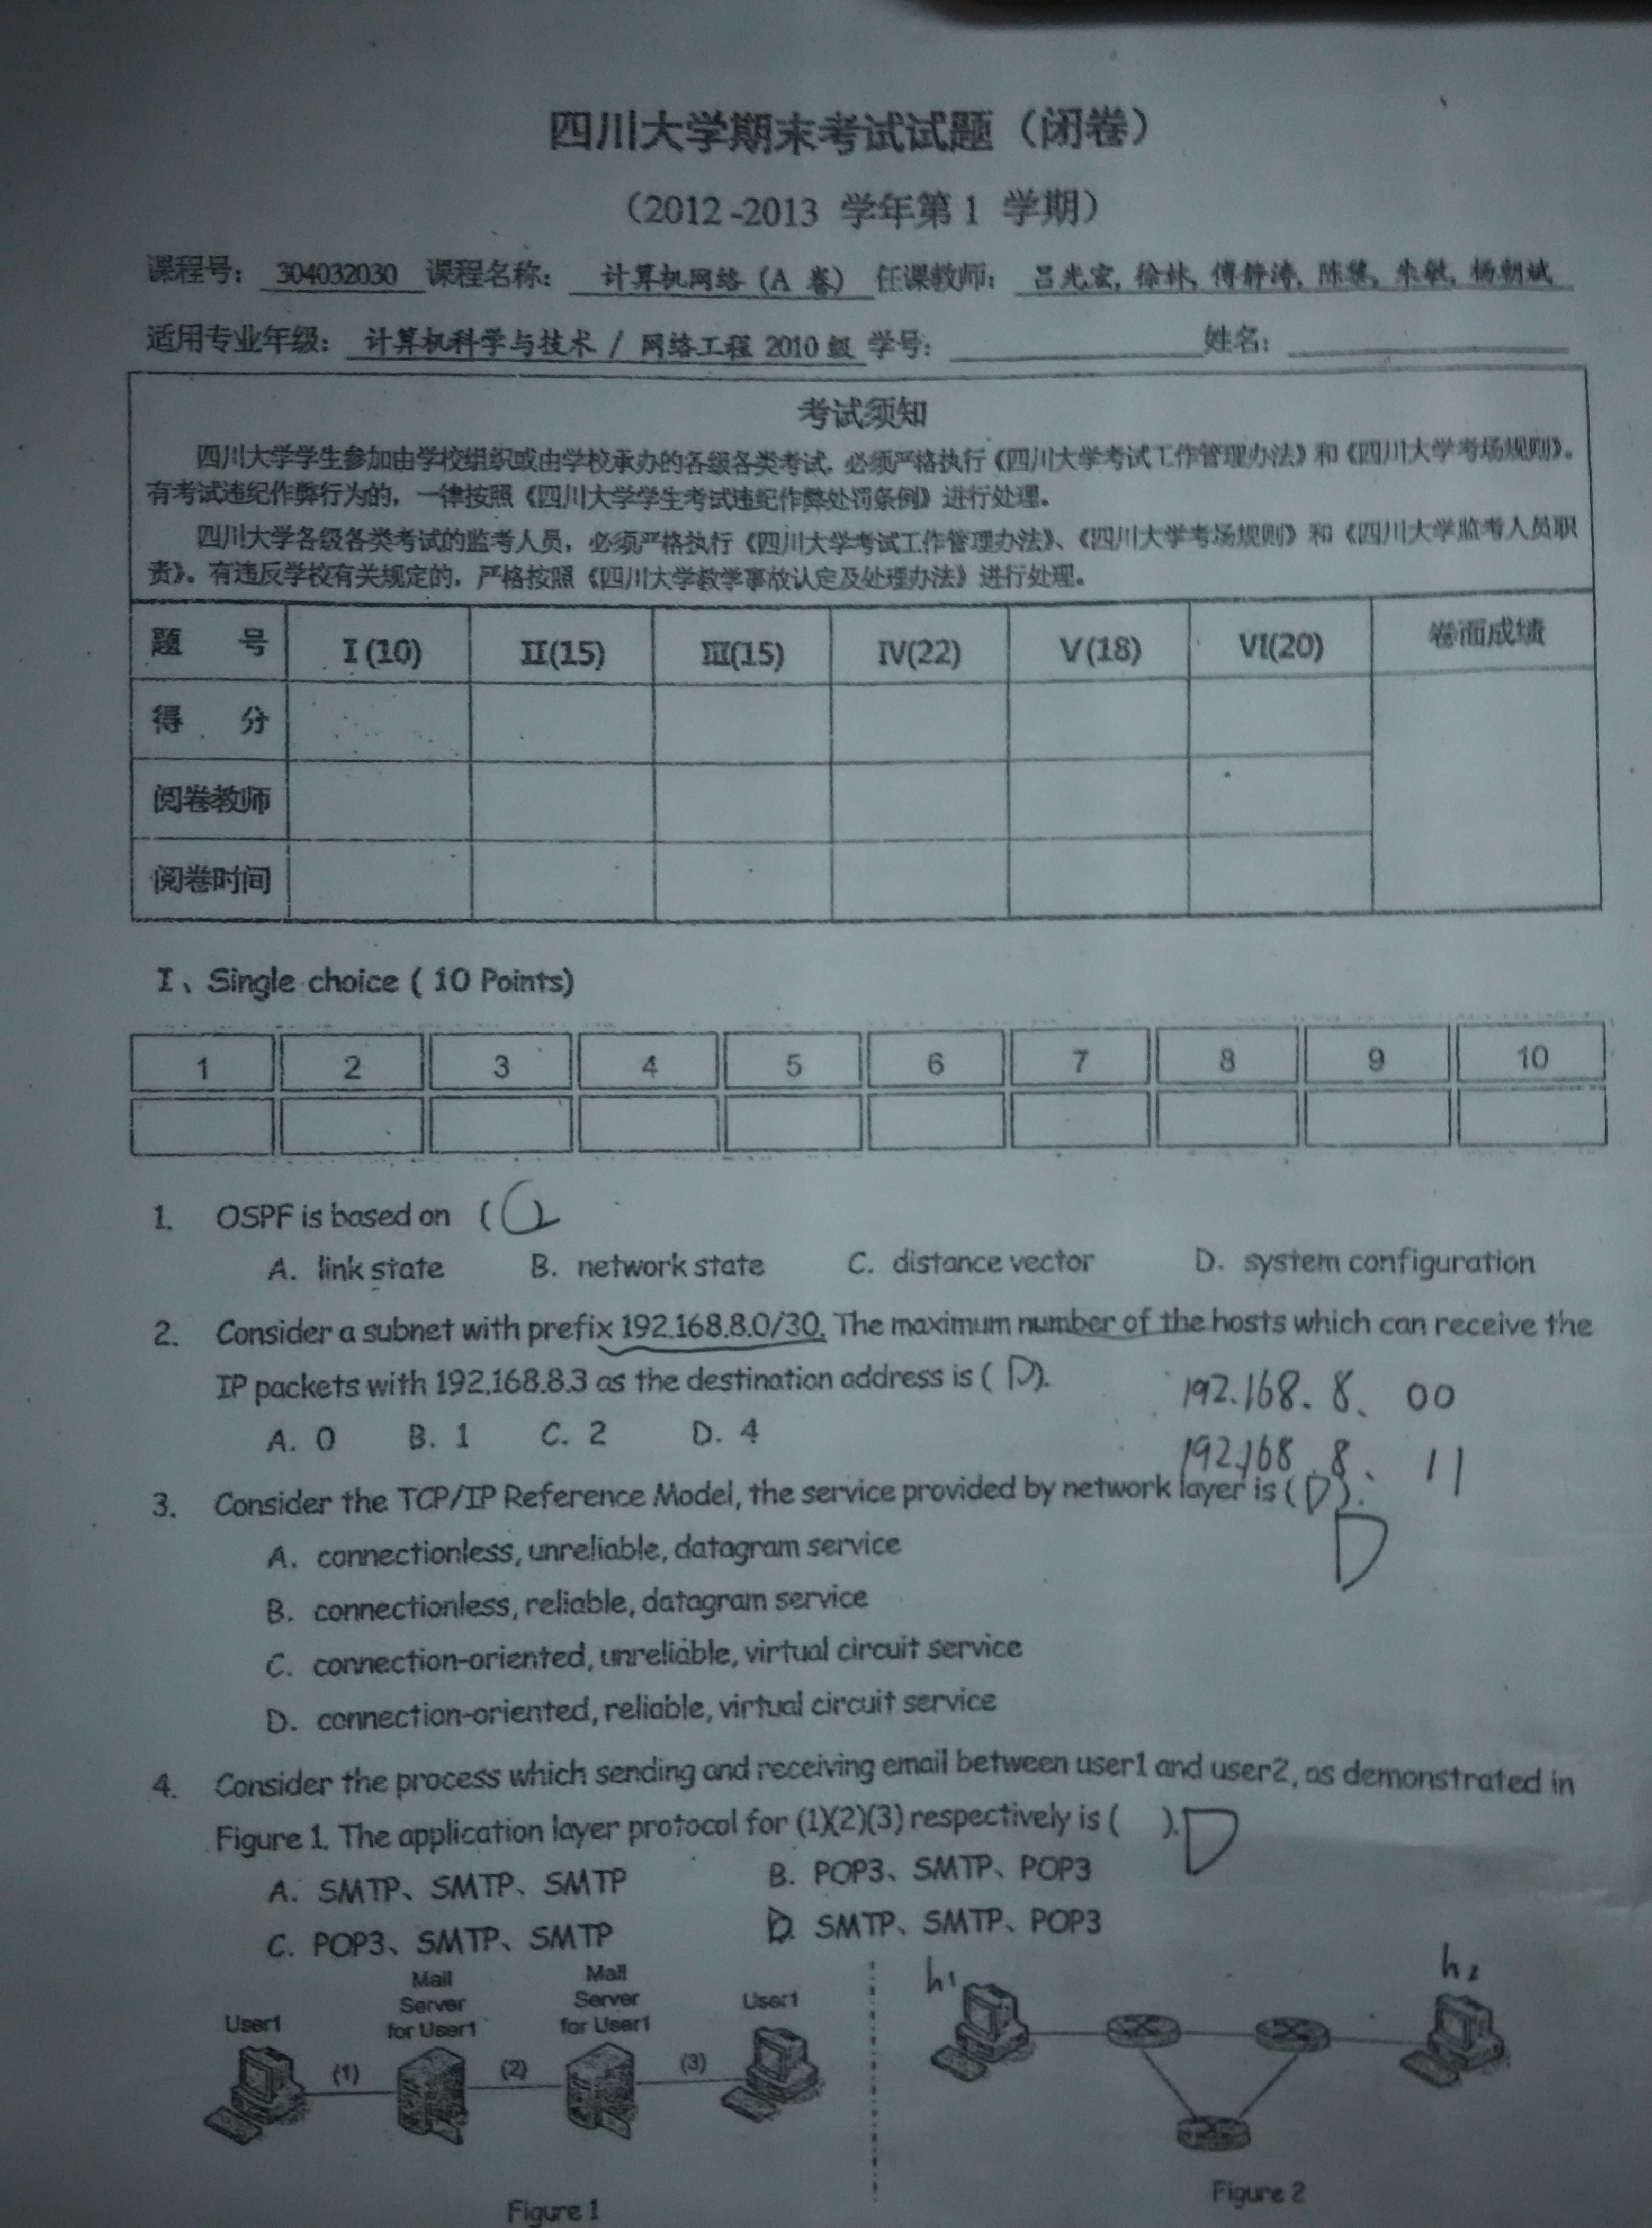 四川大学期末考试试题（闭卷）
（2012-2013 学年第1 学期）
课程号： 304032030 课程名称： 计算机网络（A 卷） 任课教师： 吕光宏, 徐林, 傅静涛, 陈黎, 朱敏, 杨朝斌
适用专业年级： 计算机科学与技术 / 网络工程 2010 级 学号： 姓名：
考试须知
四川大学学生参加由学校组织或由学校承办的各级各类考试，必须严格执行《四川大学考试工作管理办法》和《四川大学考场规则》。
有考试违纪作弊行为的，一律按照《四川大学学生考试违纪作弊处罚条例》进行处理。
四川大学各级各类考试的监考人员，必须严格执行《四川大学考试工作管理办法》、《四川大学考场规则》和《四川大学监考人员职
责》。有违反学校有关规定的，严格按照《四川大学教学事故认定及处理办法》进行处理。
题 号 I(10) II(15) III(15) IV(22) V(18) VI(20) 卷面成绩
得 分
阅卷教师
阅卷时间
I、Single choice ( 10 Points)
1 2 3 4 5 6 7 8 9 10
1. OSPF is based on (
A. link state B. network state C. distance vector D. system configuration
2. Consider a subnet with prefix 192.168.8.0/30. The maximum number of the hosts which can receive the
IP packets with 192.168.8.3 as the destination address is ( D).
192.168.8. 00
A. 0 B. 1 C. 2 D. 4
192.168.8. 11
3. Consider the TCP/IP Reference Model, the service provided by network layer is ( D ).
D
A. connectionless, unreliable, datagram service
B. connectionless, reliable, datagram service
C. connection-oriented, unreliable, virtual circuit service
D. connection-oriented, reliable, virtual circuit service
4. Consider the process which sending and receiving email between user1 and user2, as demonstrated in
Figure 1. The application layer protocol for (1)(2)(3) respectively is ( ). D
A. SMTP、SMTP、SMTP B. POP3、SMTP、POP3
C. POP3、SMTP、SMTP D. SMTP、SMTP、POP3
User1
Mail
Server
for User1
Mail
Server
for User1
User1
(1) (2) (3)
h1
h2
Figure 1
Figure 2